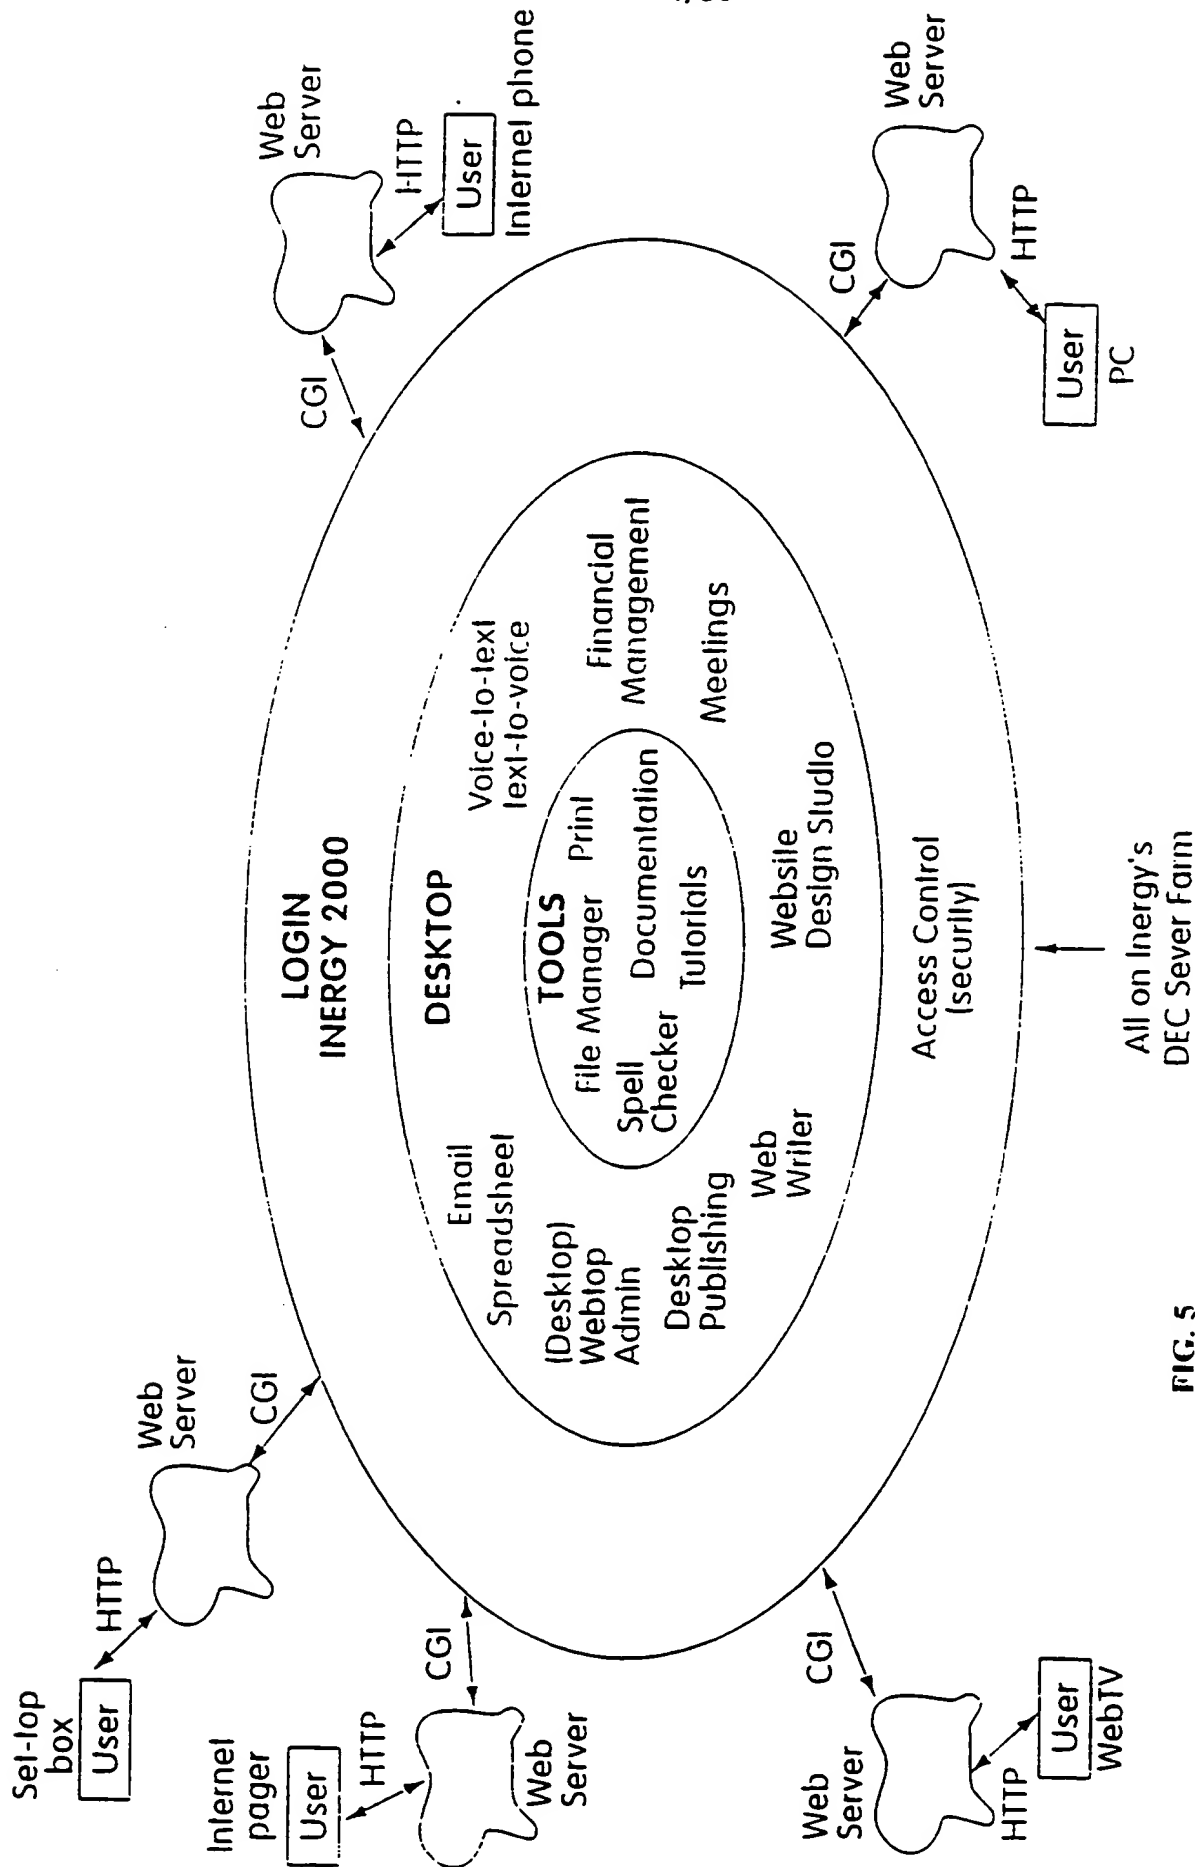 Set-top
box
User
HTTP
Web
Server
CGI
Internet
pager
User
HTTP
CGI
Web
Server
Web
Server
CGI
HTTP
User
WebTV
Web
Server
CGI
HTTP
User
Internet phone
Web
Server
CGI
HTTP
User
PC
LOGIN
INERGY 2000
DESKTOP
Email
Spreadsheet
(Desktop)
Webtop
Admin
Desktop
Publishing
Web
Writer
Voice-to-text
text-to-voice
Financial
Management
Meetings
Website
Design Studio
TOOLS
File Manager
Print
Spell
Checker
Documentation
Tutorials
Access Control
(security)
All on Inergy's
DEC Sever Farm
FIG. 5